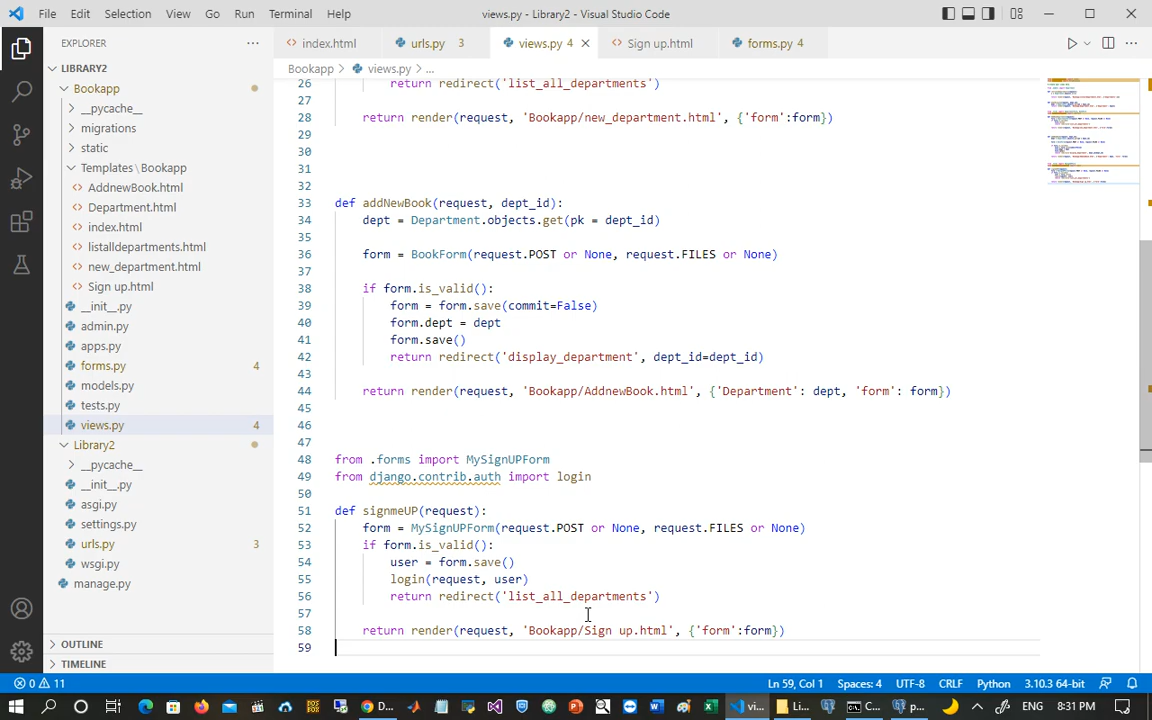 File Edit Selection View Go Run Terminal Help views.py - Library2 - Visual Studio Code
EXPLORER
LIBRARY2
Bookapp
__pycache__
migrations
static
Templates \ Bookapp
AddnewBook.html
Department.html
index.html
listalldepartments.html
new_department.html
Sign up.html
__init__.py
admin.py
apps.py
forms.py 4
models.py
tests.py
views.py 4
Library2
__pycache__
__init__.py
asgi.py
settings.py
urls.py 3
wsgi.py
manage.py
OUTLINE
TIMELINE
index.html urls.py 3 views.py 4 Sign up.html forms.py 4
Bookapp > views.py > ...
26 return redirect('list_all_departments')
27
28 return render(request, 'Bookapp/new_department.html', {'form':form})
29
30
31
32
33 def addNewBook(request, dept_id):
34 dept = Department.objects.get(pk = dept_id)
35
36 form = BookForm(request.POST or None, request.FILES or None)
37
38 if form.is_valid():
39 form = form.save(commit=False)
40 form.dept = dept
41 form.save()
42 return redirect('display_department', dept_id=dept_id)
43
44 return render(request, 'Bookapp/AddnewBook.html', {'Department': dept, 'form': form})
45
46
47
48 from .forms import MySignUPForm
49 from django.contrib.auth import login
50
51 def signmeUP(request):
52 form = MySignUPForm(request.POST or None, request.FILES or None)
53 if form.is_valid():
54 user = form.save()
55 login(request, user)
56 return redirect('list_all_departments')
57
58 return render(request, 'Bookapp/Sign up.html', {'form':form})
59
0 11 Ln 59, Col 1 Spaces: 4 UTF-8 CRLF Python 3.10.3 64-bit
D... vi... Li... C... p... 8:31 PM